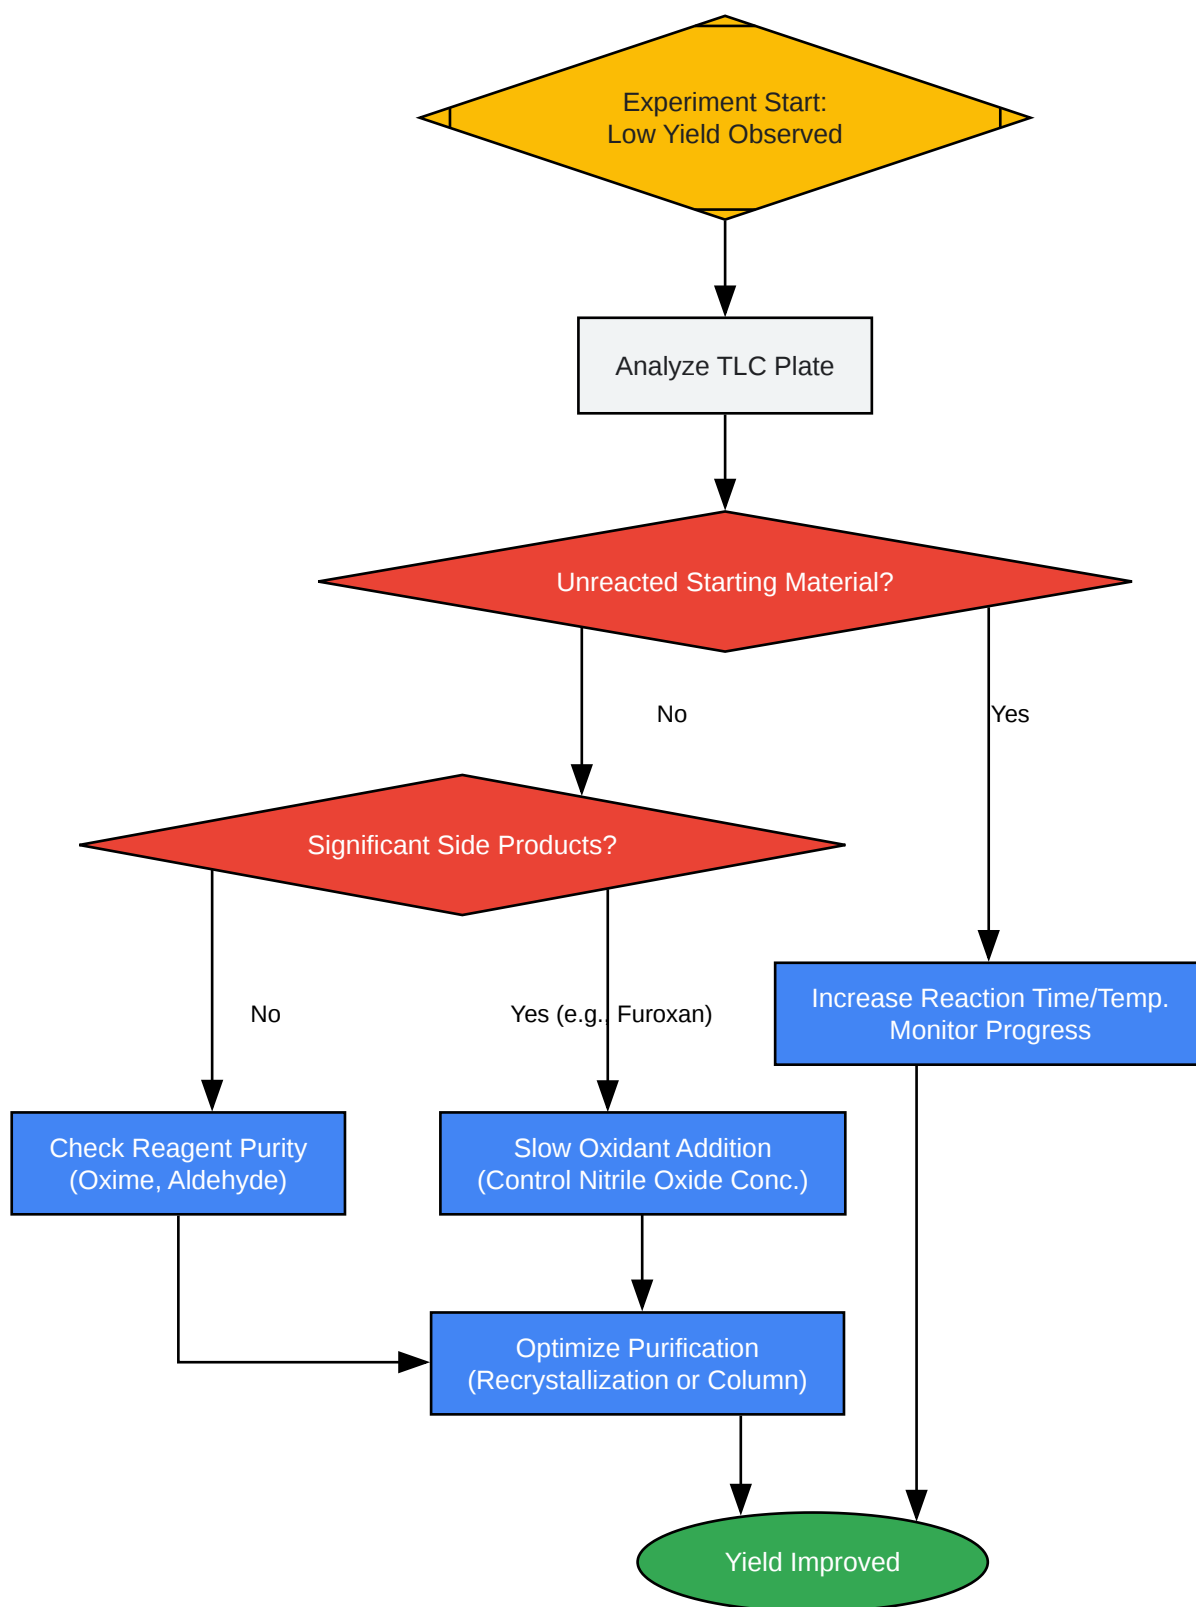 Experiment Start:
Low Yield Observed
Analyze TLC Plate
Unreacted Starting Material?
No
Yes
Significant Side Products?
No
Yes (e.g., Furoxan)
Increase Reaction Time/Temp.
Monitor Progress
Check Reagent Purity
(Oxime, Aldehyde)
Slow Oxidant Addition
(Control Nitrile Oxide Conc.)
Optimize Purification
(Recrystallization or Column)
Yield Improved